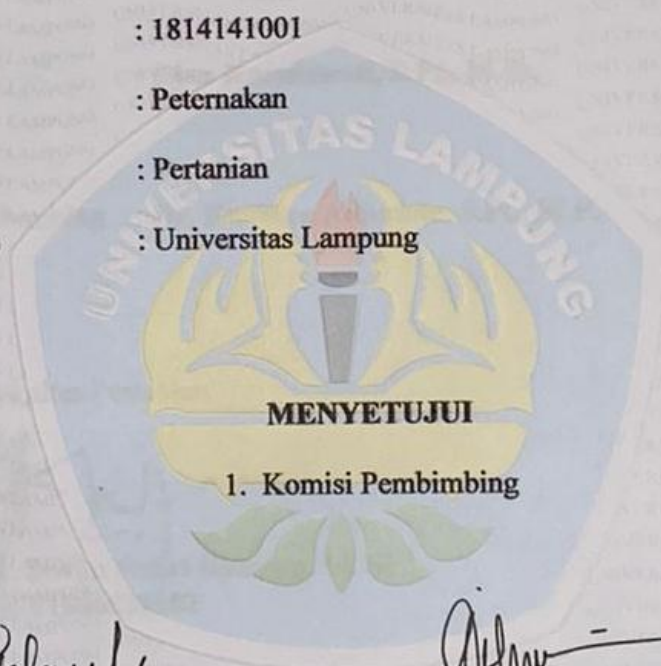 : 1814141001
: Peternakan
: Pertanian
: Universitas Lampung
UNIVERSITAS LAMPUNG
MENYETUJUI
1. Komisi Pembimbing